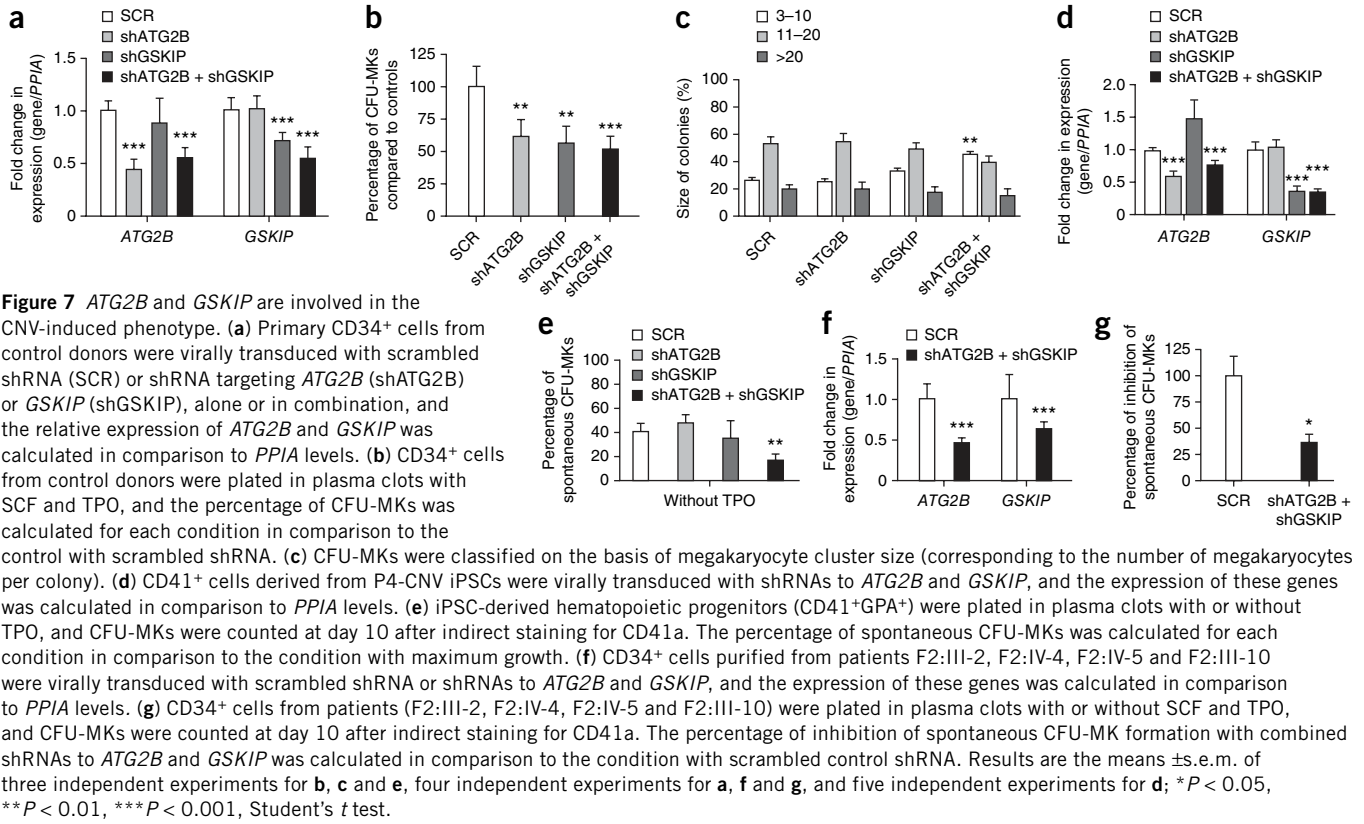 a
SCR
shATG2B
shGSKIP
shATG2B + shGSKIP
Fold change in
expression (gene/PIA)
1.5
1.0
0.5
0
***
***
***
***
ATG2B
GSKIP
b
Percentage of CFU-MKs
compared to controls
125
100
75
50
25
0
**
**
***
SCR
shATG2B
shGSKIP
shATG2B +
shGSKIP
c
3–10
11–20
>20
Size of colonies (%)
100
80
60
40
20
0
**
SCR
shATG2B
shGSKIP
shATG2B +
shGSKIP
d
SCR
shATG2B
shGSKIP
shATG2B + shGSKIP
Fold change in expression
(gene/PIA)
2.0
1.5
1.0
0.5
0
***
***
***
***
ATG2B
GSKIP
e
SCR
shATG2B
shGSKIP
shATG2B + shGSKIP
Percentage of
spontaneous CFU-MKs
100
80
60
40
20
0
**
Without TPO
f
SCR
shATG2B + shGSKIP
Fold change in
expression (gene/PIA)
1.5
1.0
0.5
0
***
***
ATG2B
GSKIP
g
Percentage of inhibition of
spontaneous CFU-MKs
125
100
75
50
25
0
*
SCR
shATG2B +
shGSKIP
Figure 7 ATG2B and GSKIP are involved in the
CNV-induced phenotype. (a) Primary CD34+ cells from
control donors were virally transduced with scrambled
shRNA (SCR) or shRNA targeting ATG2B (shATG2B)
or GSKIP (shGSKIP), alone or in combination, and
the relative expression of ATG2B and GSKIP was
calculated in comparison to PPIA levels. (b) CD34+ cells
from control donors were plated in plasma clots with
SCF and TPO, and the percentage of CFU-MKs was
calculated for each condition in comparison to the
control with scrambled shRNA. (c) CFU-MKs were classified on the basis of megakaryocyte cluster size (corresponding to the number of megakaryocytes
per colony). (d) CD41+ cells derived from P4-CNV iPSCs were virally transduced with shRNAs to ATG2B and GSKIP, and the expression of these genes
was calculated in comparison to PPIA levels. (e) iPSC-derived hematopoietic progenitors (CD41+GPA+) were plated in plasma clots with or without
TPO, and CFU-MKs were counted at day 10 after indirect staining for CD41a. The percentage of spontaneous CFU-MKs was calculated for each
condition in comparison to the condition with maximum growth. (f) CD34+ cells purified from patients F2:III-2, F2:IV-4, F2:IV-5 and F2:III-10
were virally transduced with scrambled shRNA or shRNAs to ATG2B and GSKIP, and the expression of these genes was calculated in comparison
to PPIA levels. (g) CD34+ cells from patients (F2:III-2, F2:IV-4, F2:IV-5 and F2:III-10) were plated in plasma clots with or without SCF and TPO,
and CFU-MKs were counted at day 10 after indirect staining for CD41a. The percentage of inhibition of spontaneous CFU-MK formation with combined
shRNAs to ATG2B and GSKIP was calculated in comparison to the condition with scrambled control shRNA. Results are the means ±s.e.m. of
three independent experiments for b, c and e, four independent experiments for a, f and g, and five independent experiments for d; *P < 0.05,
**P < 0.01, ***P < 0.001, Student's t test.